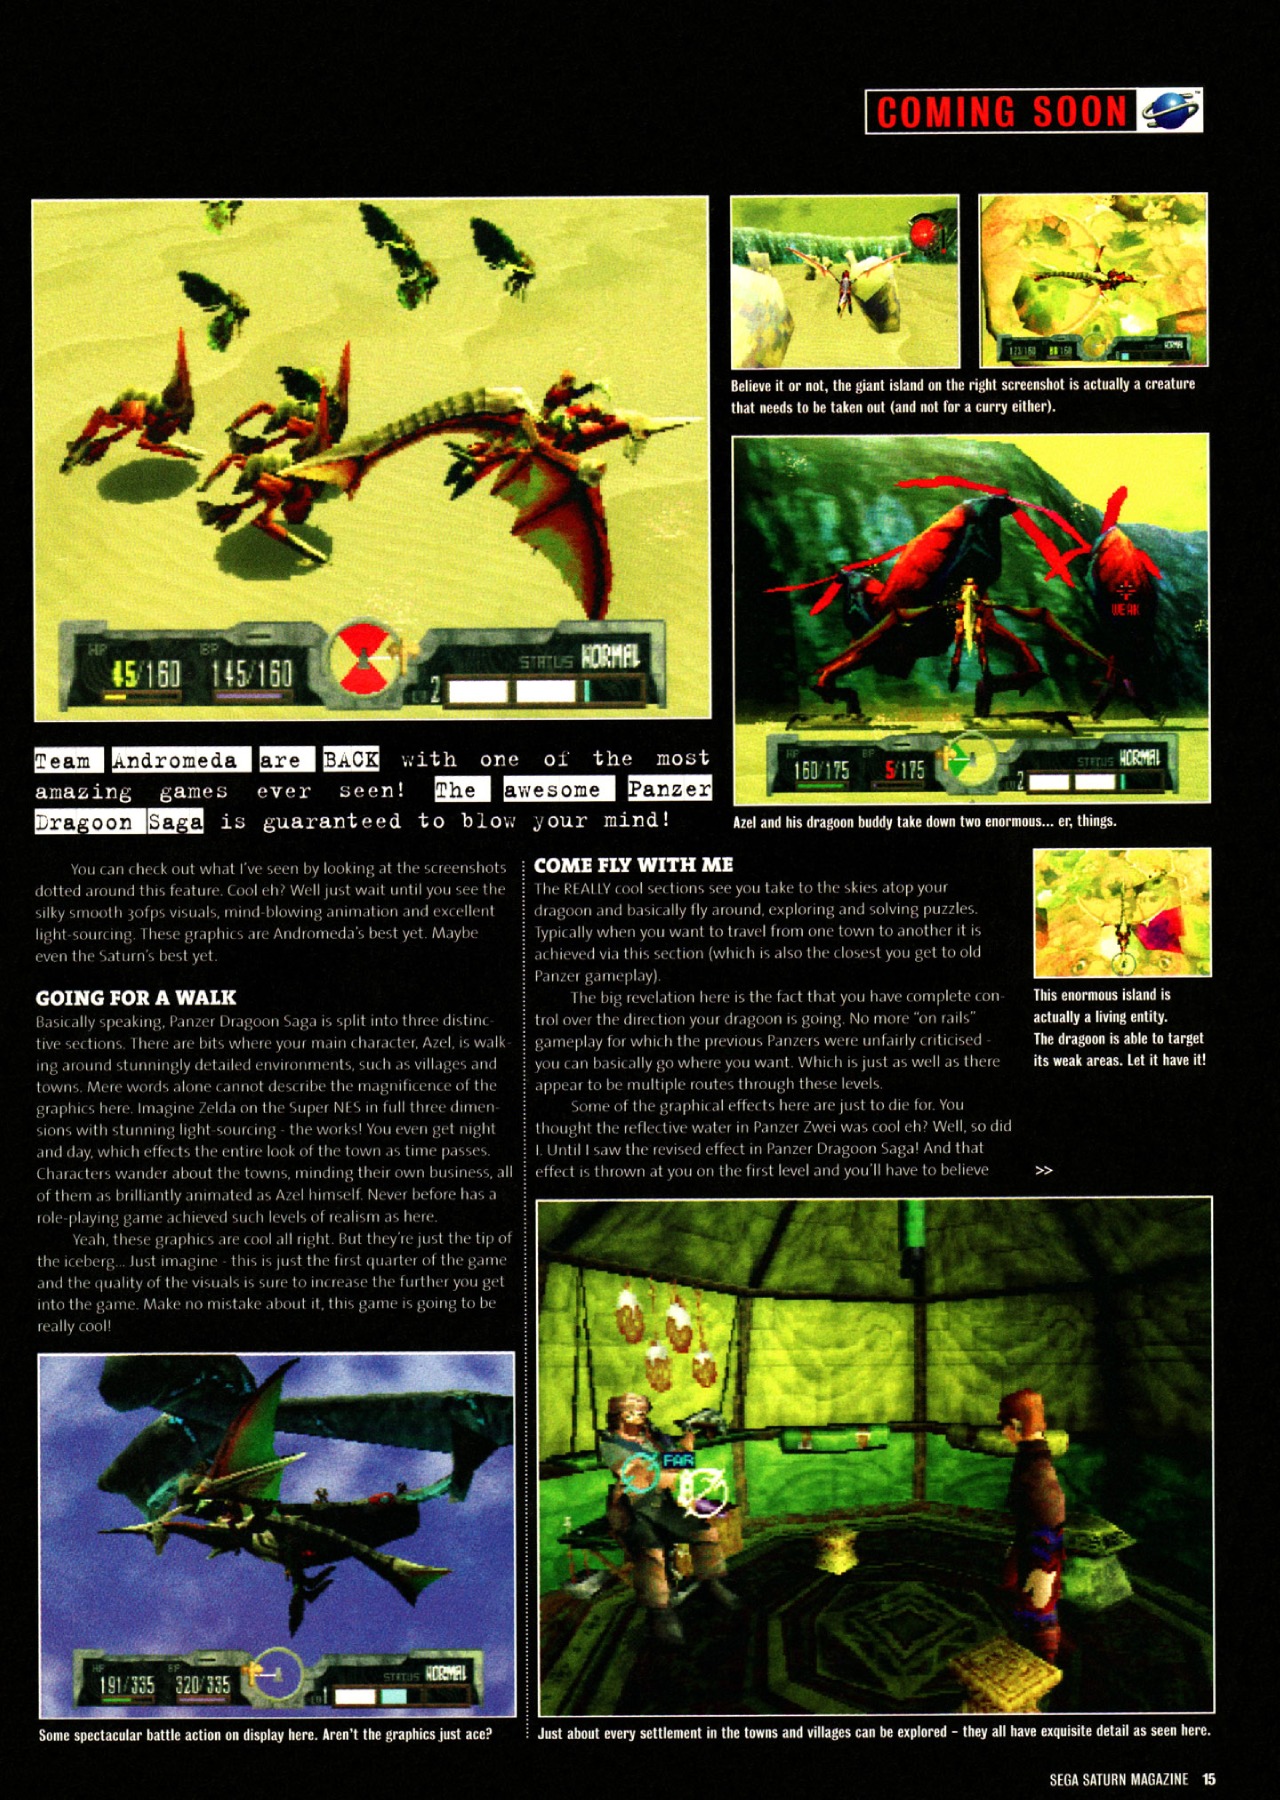 COMING SOON
HP
45/160
BP
145/160
LV 2
STATUS NORMAL
123/160
88/160
NORMAL
Believe it or not, the giant island on the right screenshot is actually a creature
that needs to be taken out (and not for a curry either).
WEAK
HP
160/175
BP
5/175
LV 2
STATUS NORMAL
Azel and his dragoon buddy take down two enormous... er, things.
Team Andromeda are BACK with one of the most
amazing games ever seen! The awesome Panzer
Dragoon Saga is guaranteed to blow your mind!
You can check out what I've seen by looking at the screenshots
dotted around this feature. Cool eh? Well just wait until you see the
silky smooth 30fps visuals, mind-blowing animation and excellent
light-sourcing. These graphics are Andromeda's best yet. Maybe
even the Saturn's best yet.
GOING FOR A WALK
Basically speaking, Panzer Dragoon Saga is split into three distinc-
tive sections. There are bits where your main character, Azel, is walk-
ing around stunningly detailed environments, such as villages and
towns. Mere words alone cannot describe the magnificence of the
graphics here. Imagine Zelda on the Super NES in full three dimen-
sions with stunning light-sourcing - the works! You even get night
and day, which effects the entire look of the town as time passes.
Characters wander about the towns, minding their own business, all
of them as brilliantly animated as Azel himself. Never before has a
role-playing game achieved such levels of realism as here.
Yeah, these graphics are cool all right. But they're just the tip of
the iceberg... Just imagine - this is just the first quarter of the game
and the quality of the visuals is sure to increase the further you get
into the game. Make no mistake about it, this game is going to be
really cool!
HP
191/335
BP
320/335
LV 1
STATUS NORMAL
Some spectacular battle action on display here. Aren't the graphics just ace?
COME FLY WITH ME
The REALLY cool sections see you take to the skies atop your
dragoon and basically fly around, exploring and solving puzzles.
Typically when you want to travel from one town to another it is
achieved via this section (which is also the closest you get to old
Panzer gameplay).
The big revelation here is the fact that you have complete con-
trol over the direction your dragoon is going. No more "on rails"
gameplay for which the previous Panzers were unfairly criticised -
you can basically go where you want. Which is just as well as there
appear to be multiple routes through these levels.
Some of the graphical effects here are just to die for. You
thought the reflective water in Panzer Zwei was cool eh? Well, so did
I. Until I saw the revised effect in Panzer Dragoon Saga! And that
effect is thrown at you on the first level and you'll have to believe
>>
This enormous island is
actually a living entity.
The dragoon is able to target
its weak areas. Let it have it!
FAR
Just about every settlement in the towns and villages can be explored – they all have exquisite detail as seen here.
SEGA SATURN MAGAZINE 15